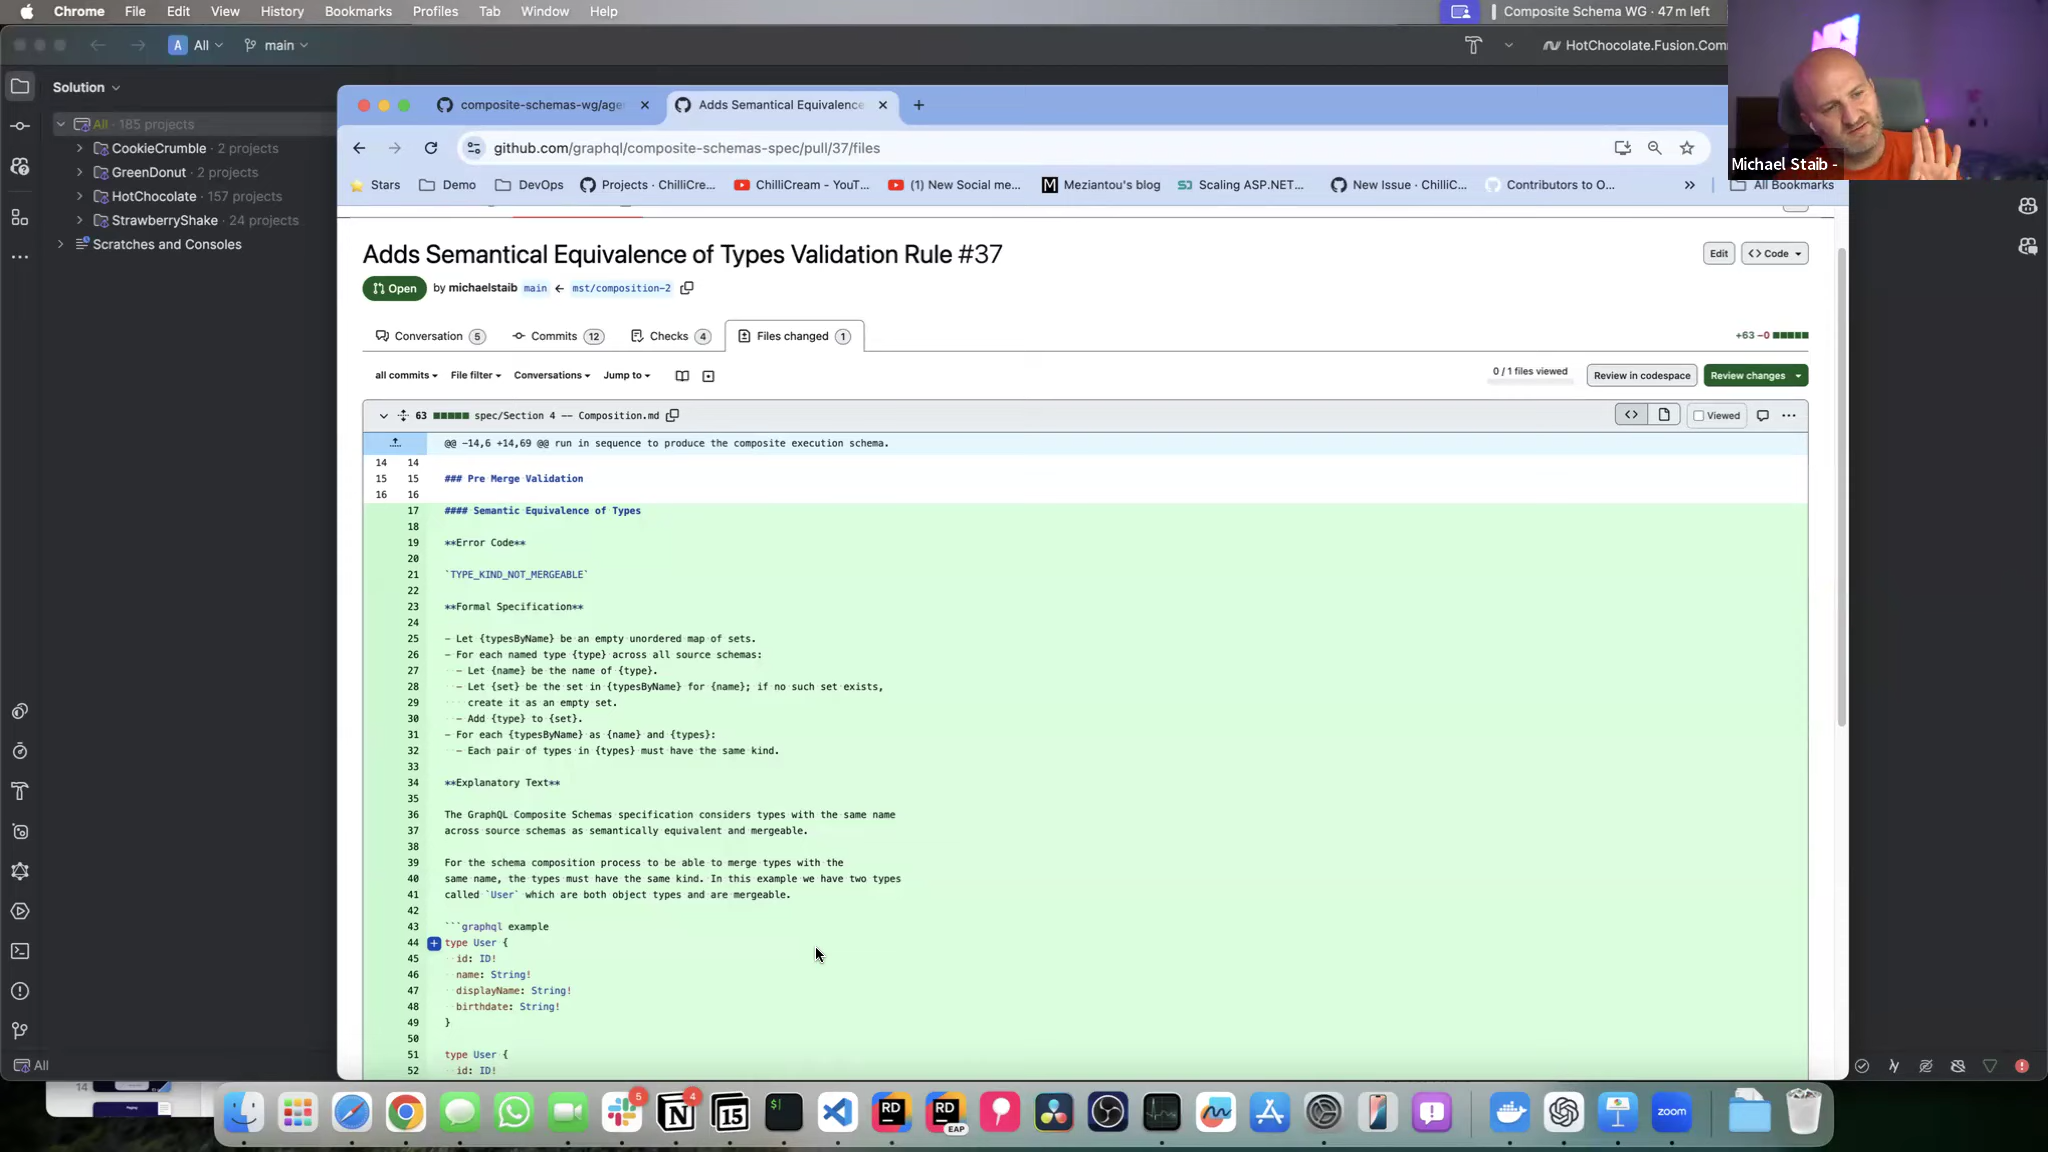 Chrome File Edit View History Bookmarks Profiles Tab Window Help
Composite Schema WG · 47 m left
A All main
HotChocolate.Fusion.Com
Michael Staib -
Solution
All · 185 projects
CookieCrumble · 2 projects
GreenDonut · 2 projects
HotChocolate · 157 projects
StrawberryShake · 24 projects
Scratches and Consoles
composite-schemas-wg/age
Adds Semantical Equivalence
github.com/graphql/composite-schemas-spec/pull/37/files
Stars Demo DevOps Projects · ChilliCre... ChilliCream - YouT... (1) New Social me... Meziantou's blog Scaling ASP.NET... New Issue · ChilliC... Contributors to O... » All Bookmarks
Adds Semantical Equivalence of Types Validation Rule #37
Edit <> Code
Open by michaelstaib main ← mst/composition-2
Conversation 5 Commits 12 Checks 4 Files changed 1
+63 −0
all commits File filter Conversations Jump to
0 / 1 files viewed Review in codespace Review changes
63 spec/Section 4 -- Composition.md
Viewed
@@ -14,6 +14,69 @@ run in sequence to produce the composite execution schema.
14 14
15 15 ### Pre Merge Validation
16 16
17 #### Semantic Equivalence of Types
18
19 **Error Code**
20
21 `TYPE_KIND_NOT_MERGEABLE`
22
23 **Formal Specification**
24
25 - Let {typesByName} be an empty unordered map of sets.
26 - For each named type {type} across all source schemas:
27 - Let {name} be the name of {type}.
28 - Let {set} be the set in {typesByName} for {name}; if no such set exists,
29 create it as an empty set.
30 - Add {type} to {set}.
31 - For each {typesByName} as {name} and {types}:
32 - Each pair of types in {types} must have the same kind.
33
34 **Explanatory Text**
35
36 The GraphQL Composite Schemas specification considers types with the same name
37 across source schemas as semantically equivalent and mergeable.
38
39 For the schema composition process to be able to merge types with the
40 same name, the types must have the same kind. In this example we have two types
41 called `User` which are both object types and are mergeable.
42
43 ```graphql example
44 type User {
45 id: ID!
46 name: String!
47 displayName: String!
48 birthdate: String!
49 }
50
51 type User {
52 id: ID!
All
14
5 4 15 $| RD RD EAP zoom